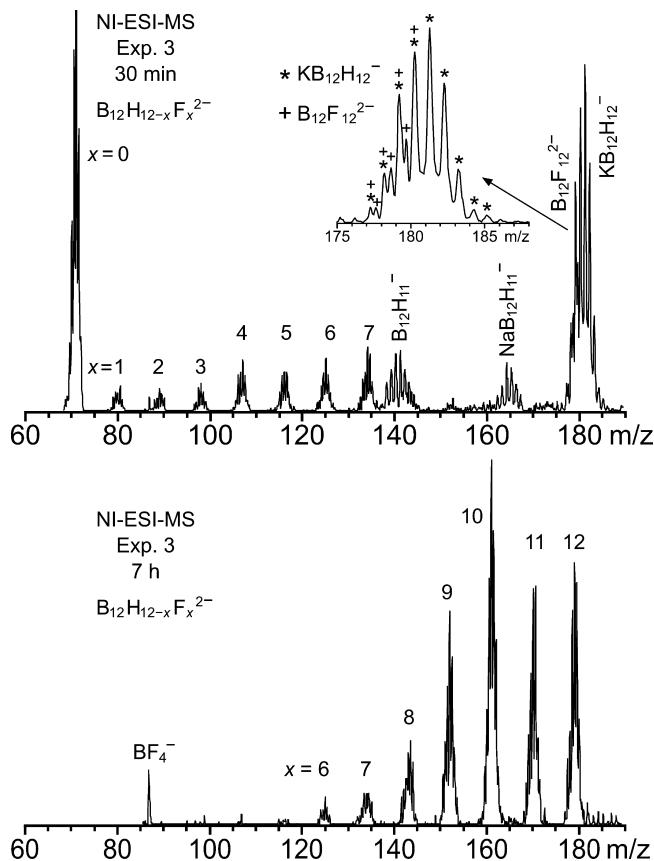 NI-ESI-MS
Exp. 3
30 min
B₁₂H₁₂₋ₓFₓ²⁻
x = 0
* KB₁₂H₁₂⁻
+ B₁₂F₁₂²⁻
+ * + * + + * + * + + * * * * * *
175 180 185 m/z
x=1 2 3 4 5 6 7
B₁₂H₁₁⁻
NaB₁₂H₁₁⁻
B₁₂F₁₂²⁻
KB₁₂H₁₂⁻
60 80 100 120 140 160 180 m/z
NI-ESI-MS
Exp. 3
7 h
B₁₂H₁₂₋ₓFₓ²⁻
BF₄⁻
x = 6 7 8 9 10 11 12
60 80 100 120 140 160 180 m/z